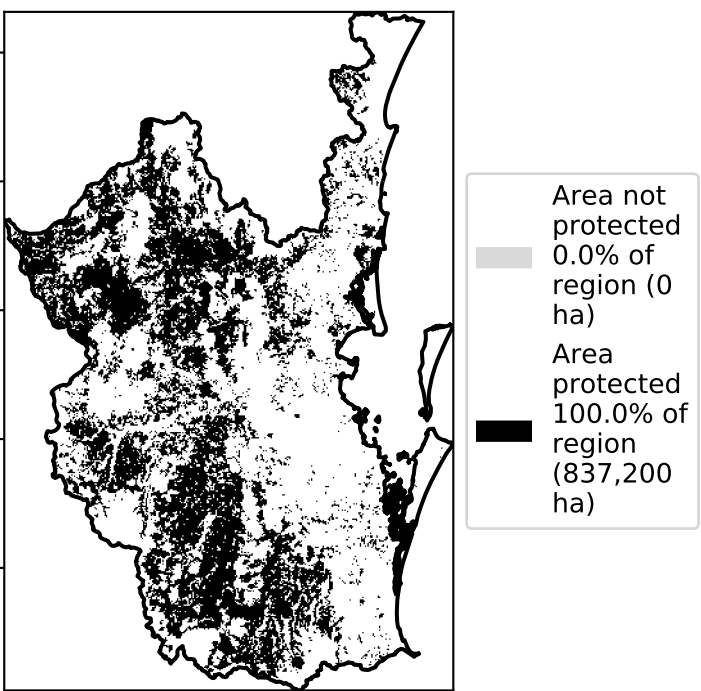 Area not
protected
0.0% of
region (0
ha)
Area
protected
100.0% of
region
(837,200
ha)